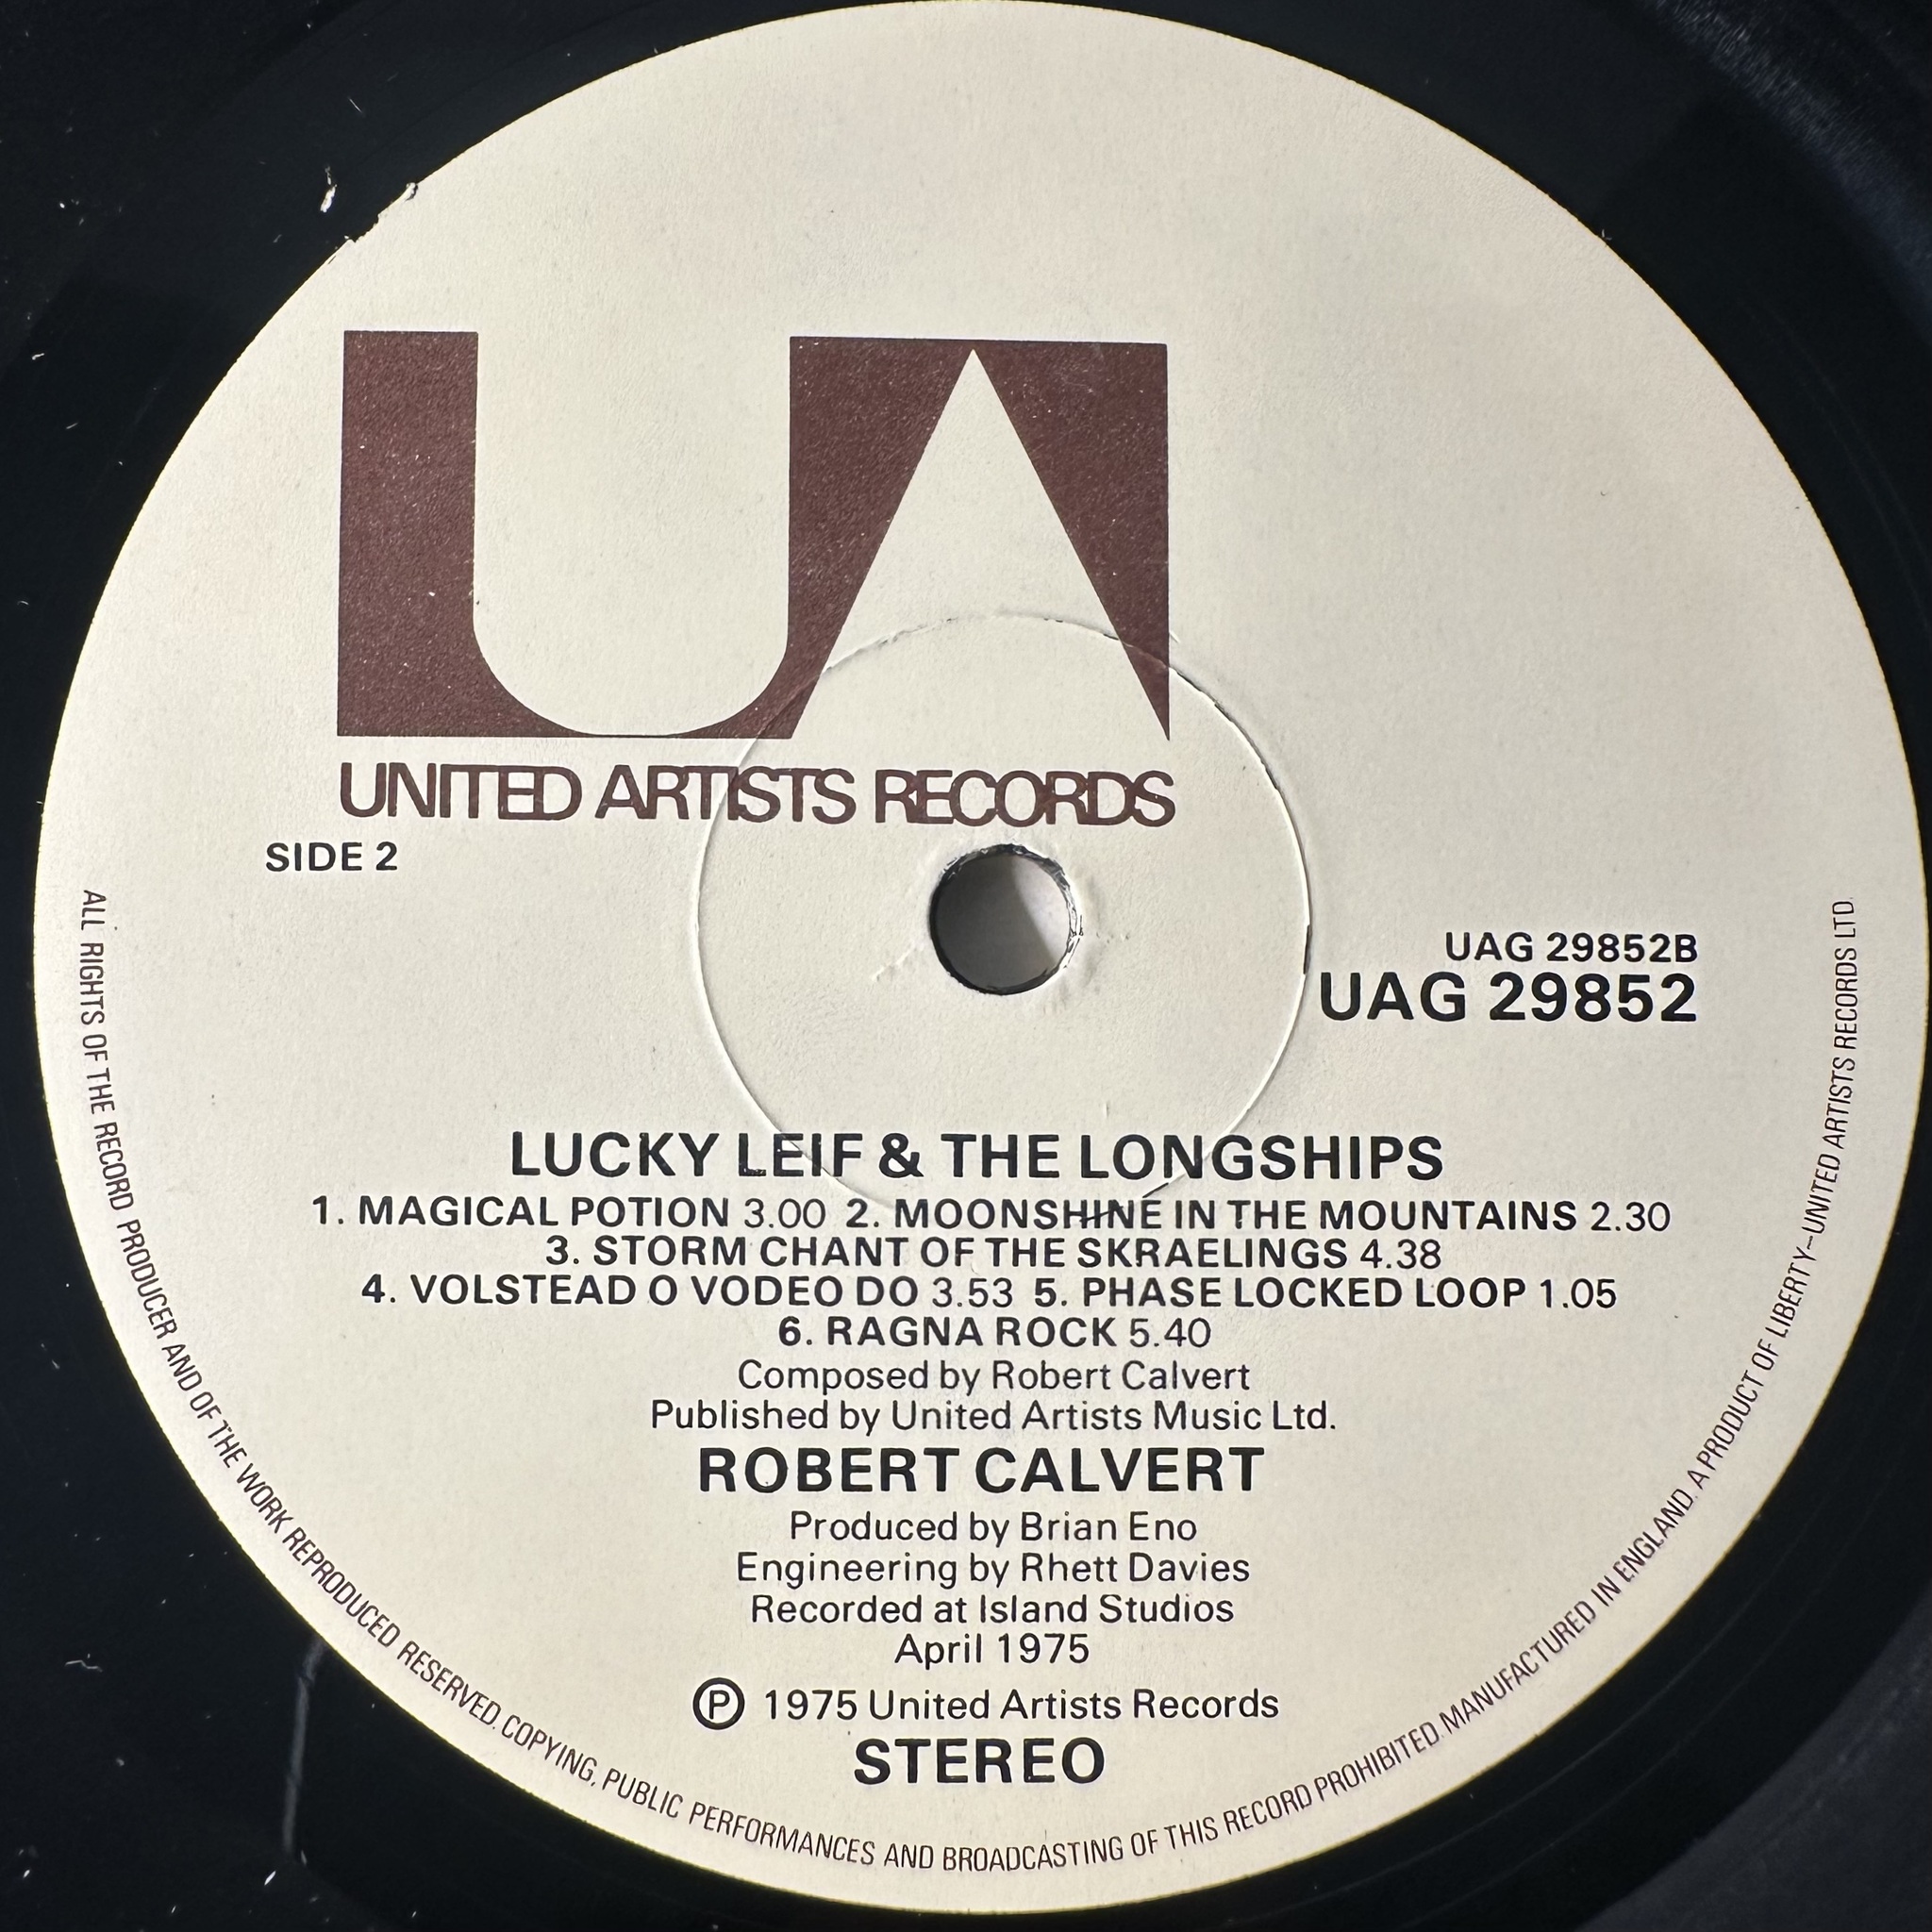 UA
UNITED ARTISTS RECORDS
SIDE 2
UAG 29852B
UAG 29852
LUCKY LEIF & THE LONGSHIPS
1. MAGICAL POTION 3.00 2. MOONSHINE IN THE MOUNTAINS 2.30
3. STORM CHANT OF THE SKRAELINGS 4.38
4. VOLSTEAD O VODEO DO 3.53 5. PHASE LOCKED LOOP 1.05
6. RAGNA ROCK 5.40
Composed by Robert Calvert
Published by United Artists Music Ltd.
ROBERT CALVERT
Produced by Brian Eno
Engineering by Rhett Davies
Recorded at Island Studios
April 1975
Ⓟ 1975 United Artists Records
STEREO
ALL RIGHTS OF THE RECORD PRODUCER AND OF THE WORK REPRODUCED RESERVED. COPYING, PUBLIC PERFORMANCES AND BROADCASTING OF THIS RECORD PROHIBITED. MANUFACTURED IN ENGLAND. A PRODUCT OF LIBERTY–UNITED ARTISTS RECORDS LTD.